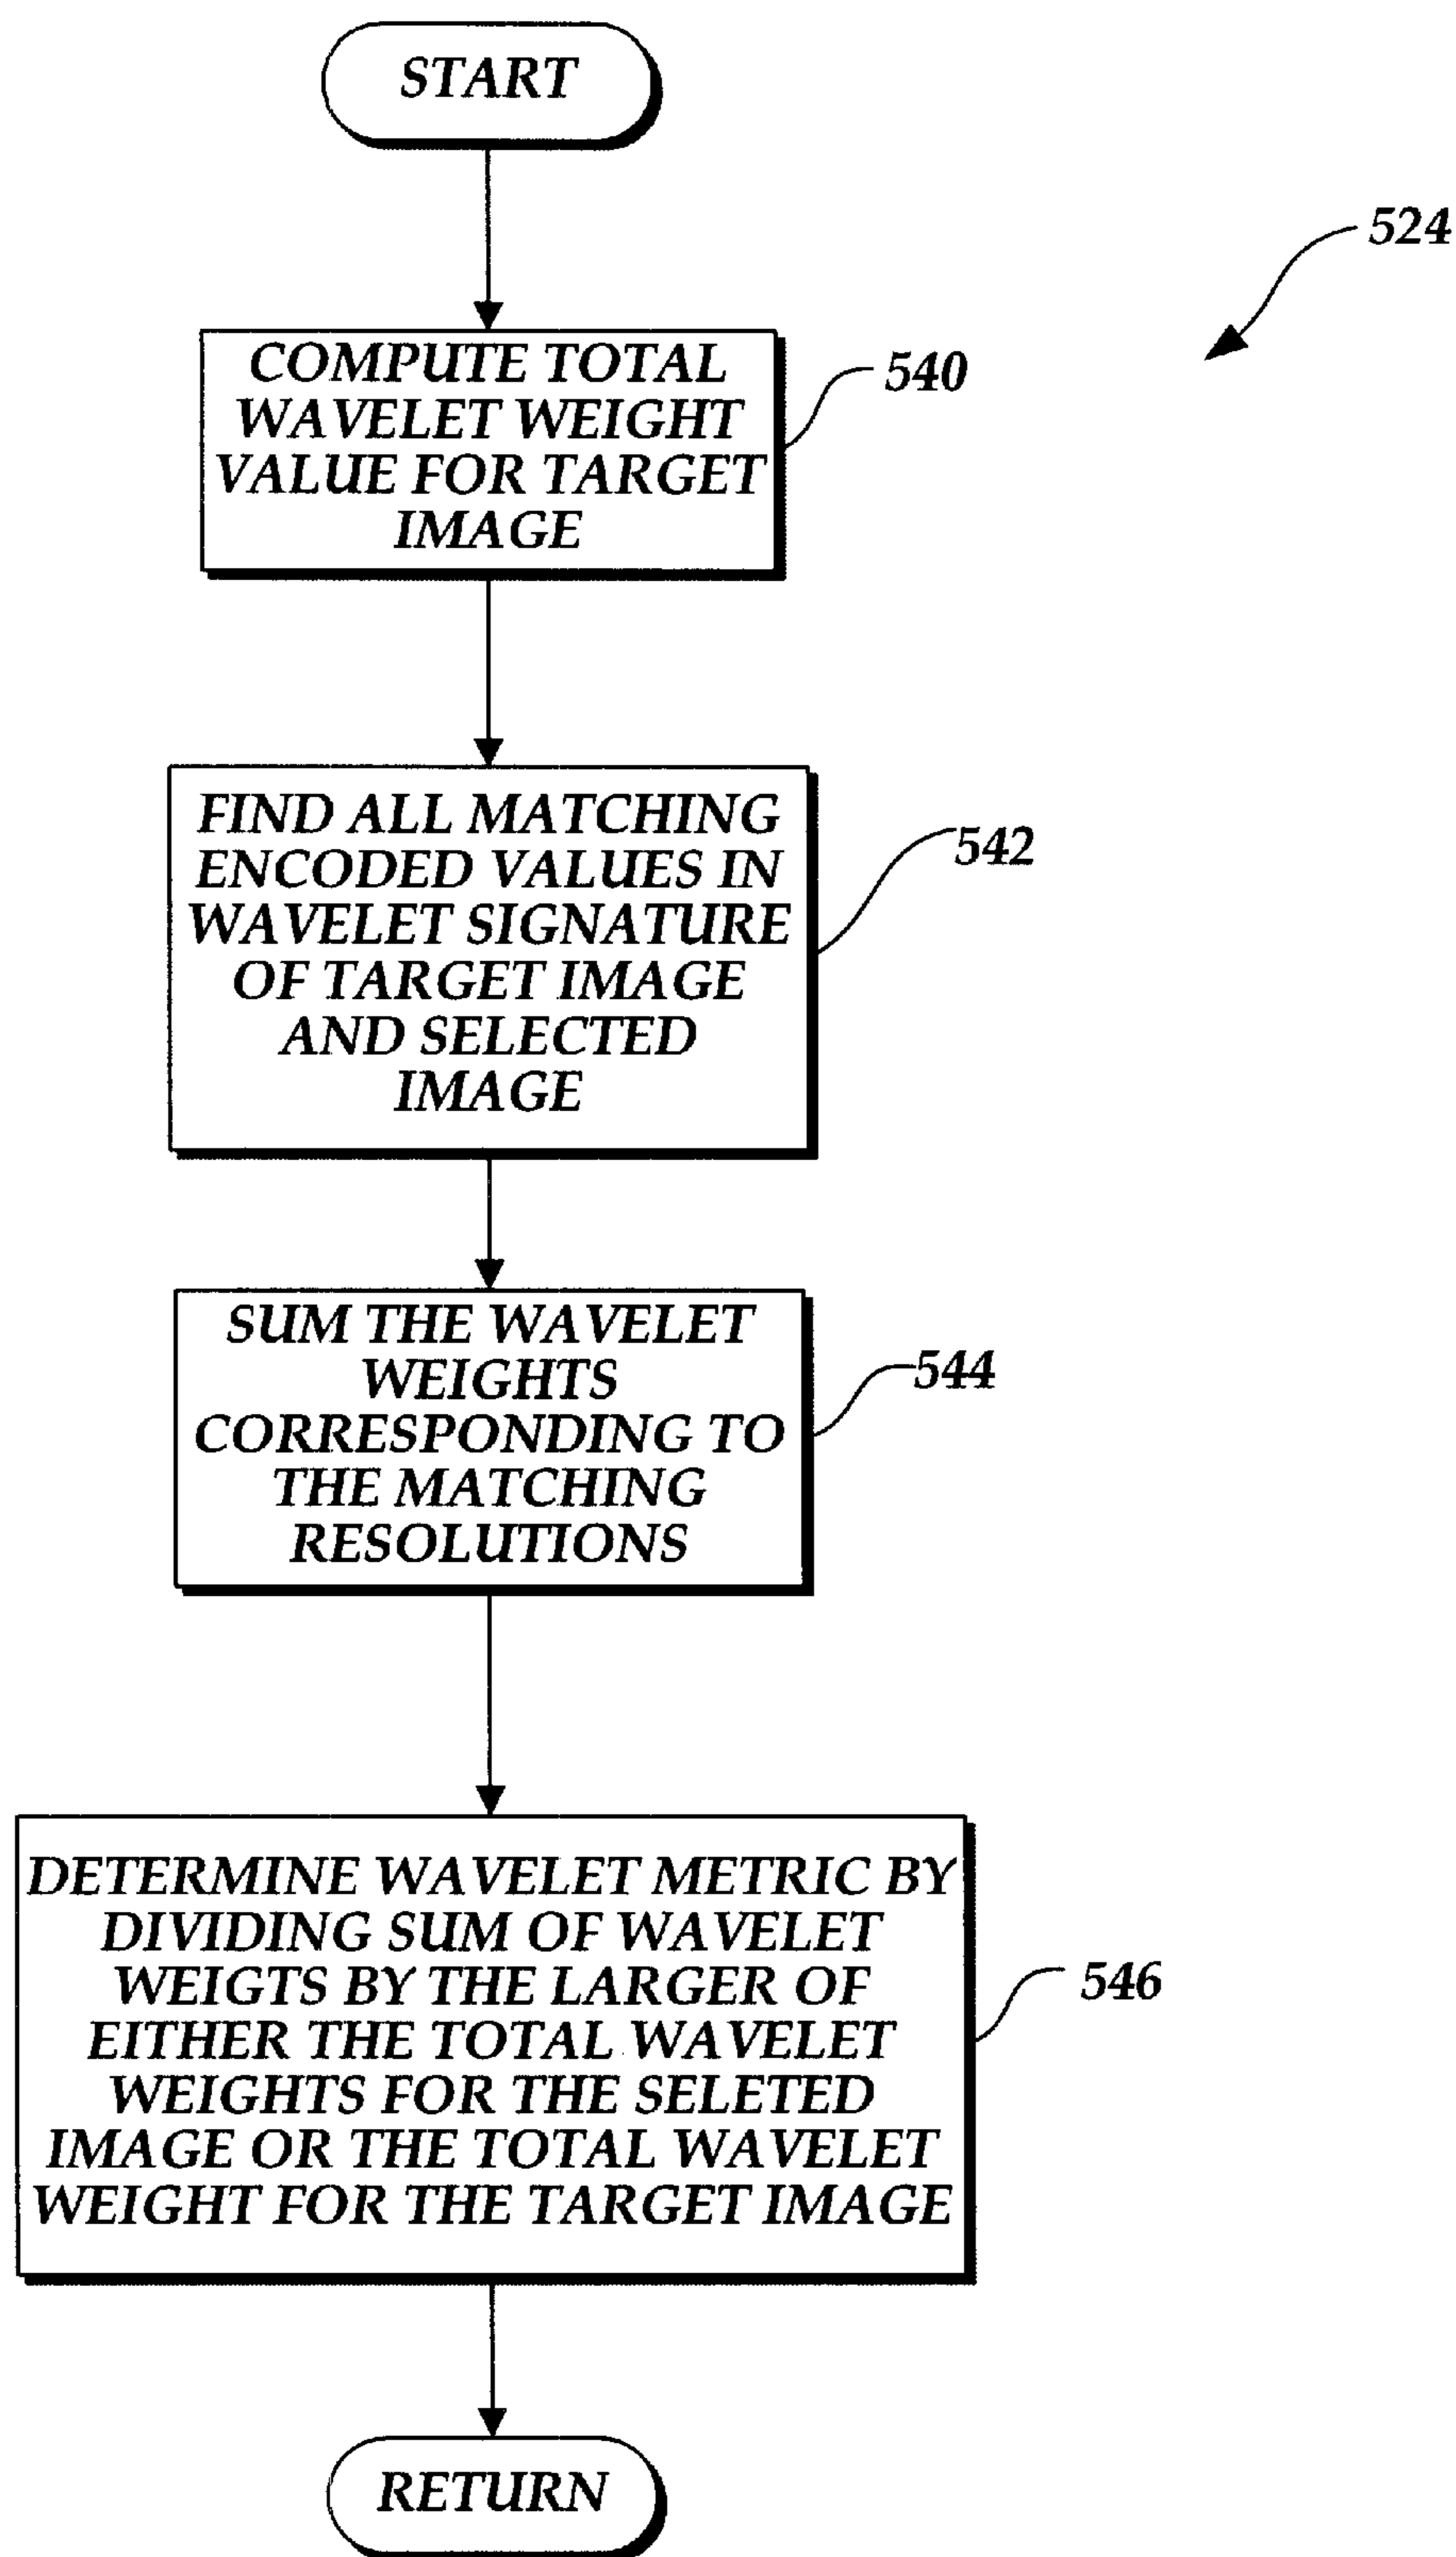 START
524
COMPUTE TOTAL
WAVELET WEIGHT
VALUE FOR TARGET
IMAGE
540
FIND ALL MATCHING
ENCODED VALUES IN
WAVELET SIGNATURE
OF TARGET IMAGE
AND SELECTED
IMAGE
542
SUM THE WAVELET
WEIGHTS
CORRESPONDING TO
THE MATCHING
RESOLUTIONS
544
DETERMINE WAVELET METRIC BY
DIVIDING SUM OF WAVELET
WEIGTS BY THE LARGER OF
EITHER THE TOTAL WAVELET
WEIGHTS FOR THE SELETED
IMAGE OR THE TOTAL WAVELET
WEIGHT FOR THE TARGET IMAGE
546
RETURN